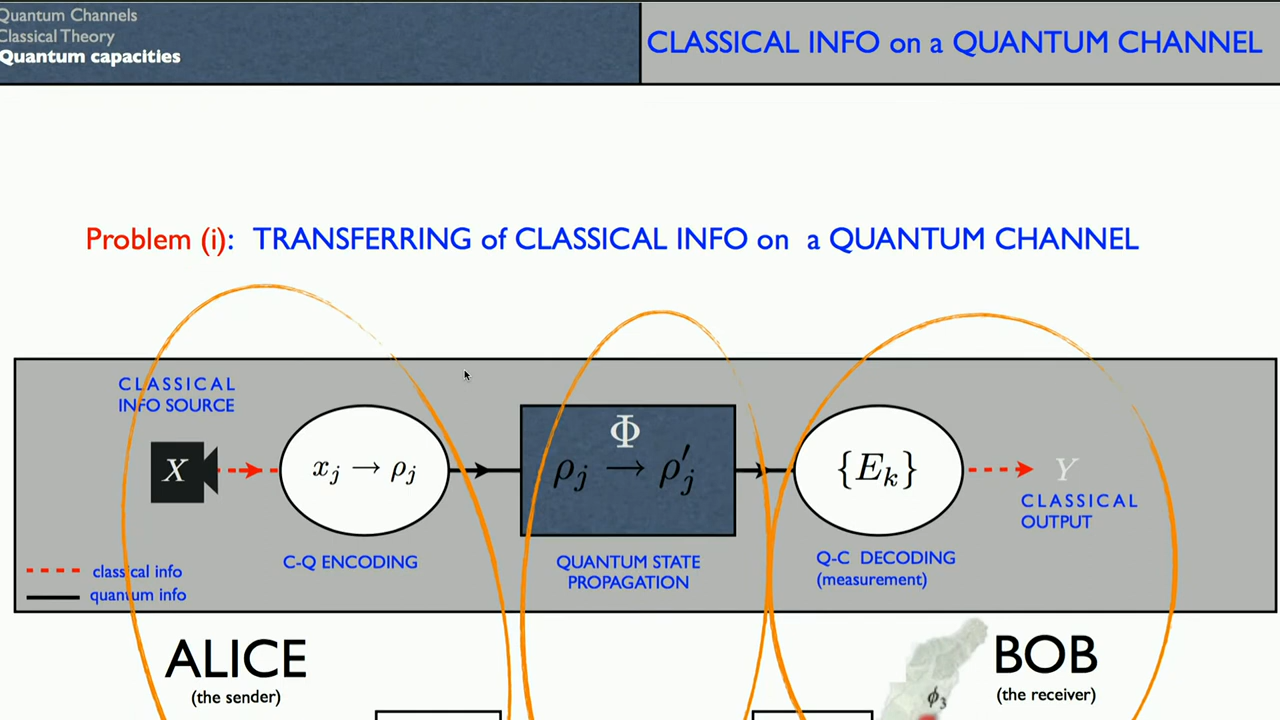 Quantum Channels
Classical Theory
Quantum capacities
CLASSICAL INFO on a QUANTUM CHANNEL
Problem (i): TRANSFERRING of CLASSICAL INFO on a QUANTUM CHANNEL
CLASSICAL
INFO SOURCE
X
x_j → ρ_j
C-Q ENCODING
Φ
ρ_j → ρ′_j
QUANTUM STATE
PROPAGATION
{E_k}
Q-C DECODING
(measurement)
Y
CLASSICAL
OUTPUT
classical info
quantum info
ALICE
(the sender)
BOB
(the receiver)
ϕ_3